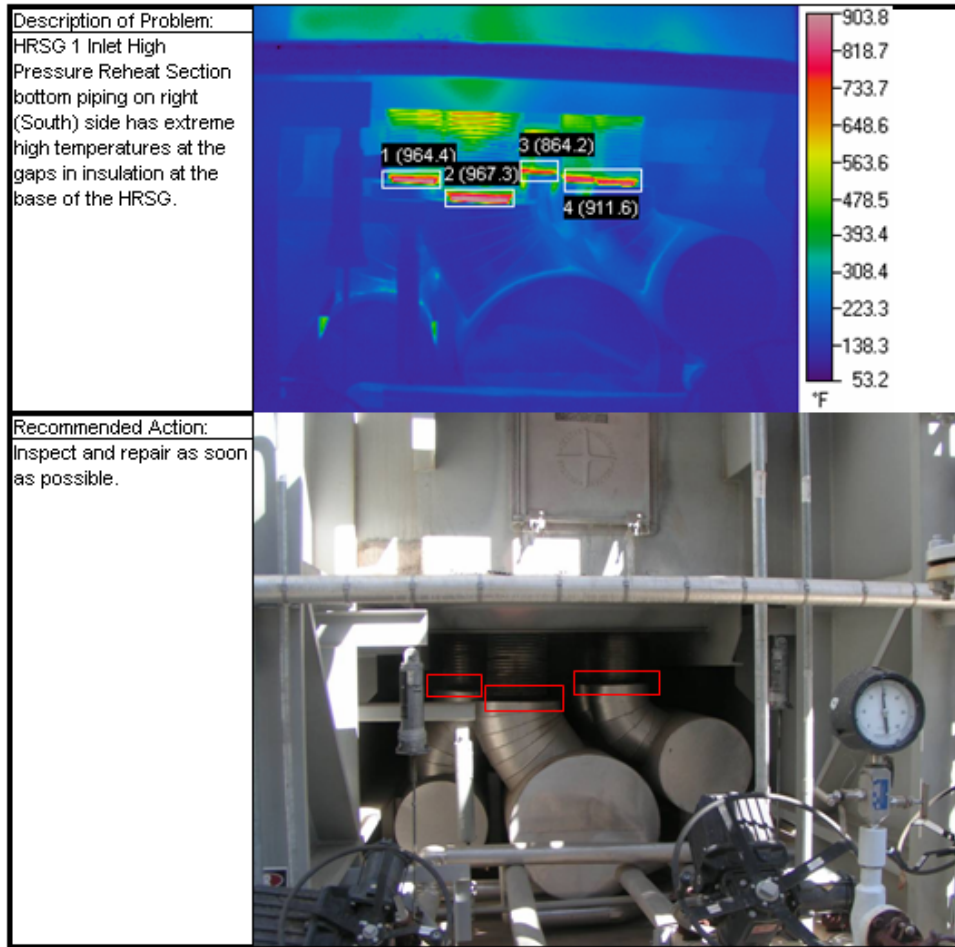 Description of Problem:
HRSG 1 Inlet High
Pressure Reheat Section
bottom piping on right
(South) side has extreme
high temperatures at the
gaps in insulation at the
base of the HRSG.
1 (964.4)
2 (967.3)
3 (864.2)
4 (911.6)
903.8
818.7
733.7
648.6
563.6
478.5
393.4
308.4
223.3
138.3
53.2
°F
Recommended Action:
Inspect and repair as soon
as possible.